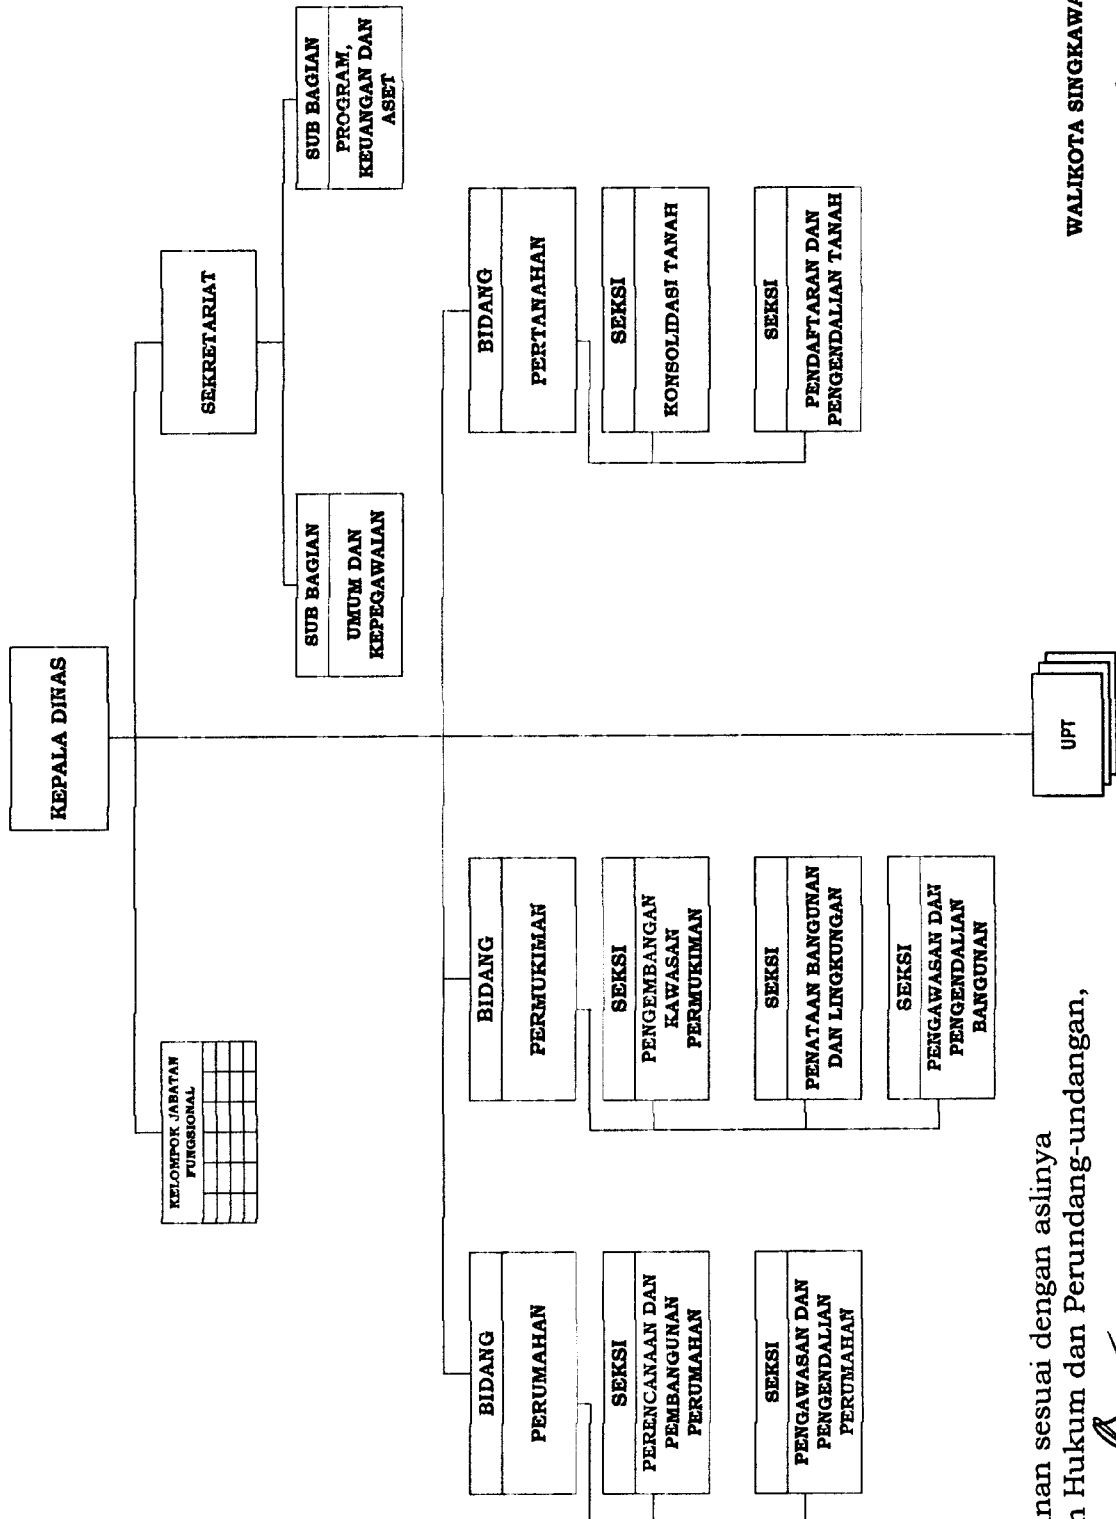 KEPALA DINAS
KELOMPOK JABATAN
FUNGSIONAL
SEKRETARIAT
SUB BAGIAN
UMUM DAN
KEPEGAWAIAN
SUB BAGIAN
PROGRAM,
KEUANGAN DAN
ASET
BIDANG
PERUMAHAN
SEKSI
PERENCANAAN DAN
PEMBANGUNAN
PERUMAHAN
SEKSI
PENGAWASAN DAN
PENGENDALIAN
PERUMAHAN
BIDANG
PERMUKIMAN
SEKSI
PENGEMBANGAN
KAWASAN
PERMUKIMAN
SEKSI
PENATAAN BANGUNAN
DAN LINGKUNGAN
SEKSI
PENGAWASAN DAN
PENGENDALIAN
BANGUNAN
BIDANG
PERTANAHAN
SEKSI
KONSOLIDASI TANAH
SEKSI
PENDAFTARAN DAN
PENGENDALIAN TANAH
UPT
nan sesuai dengan aslinya
n Hukum dan Perundang-undangan,
WALIKOTA SINGKAWA